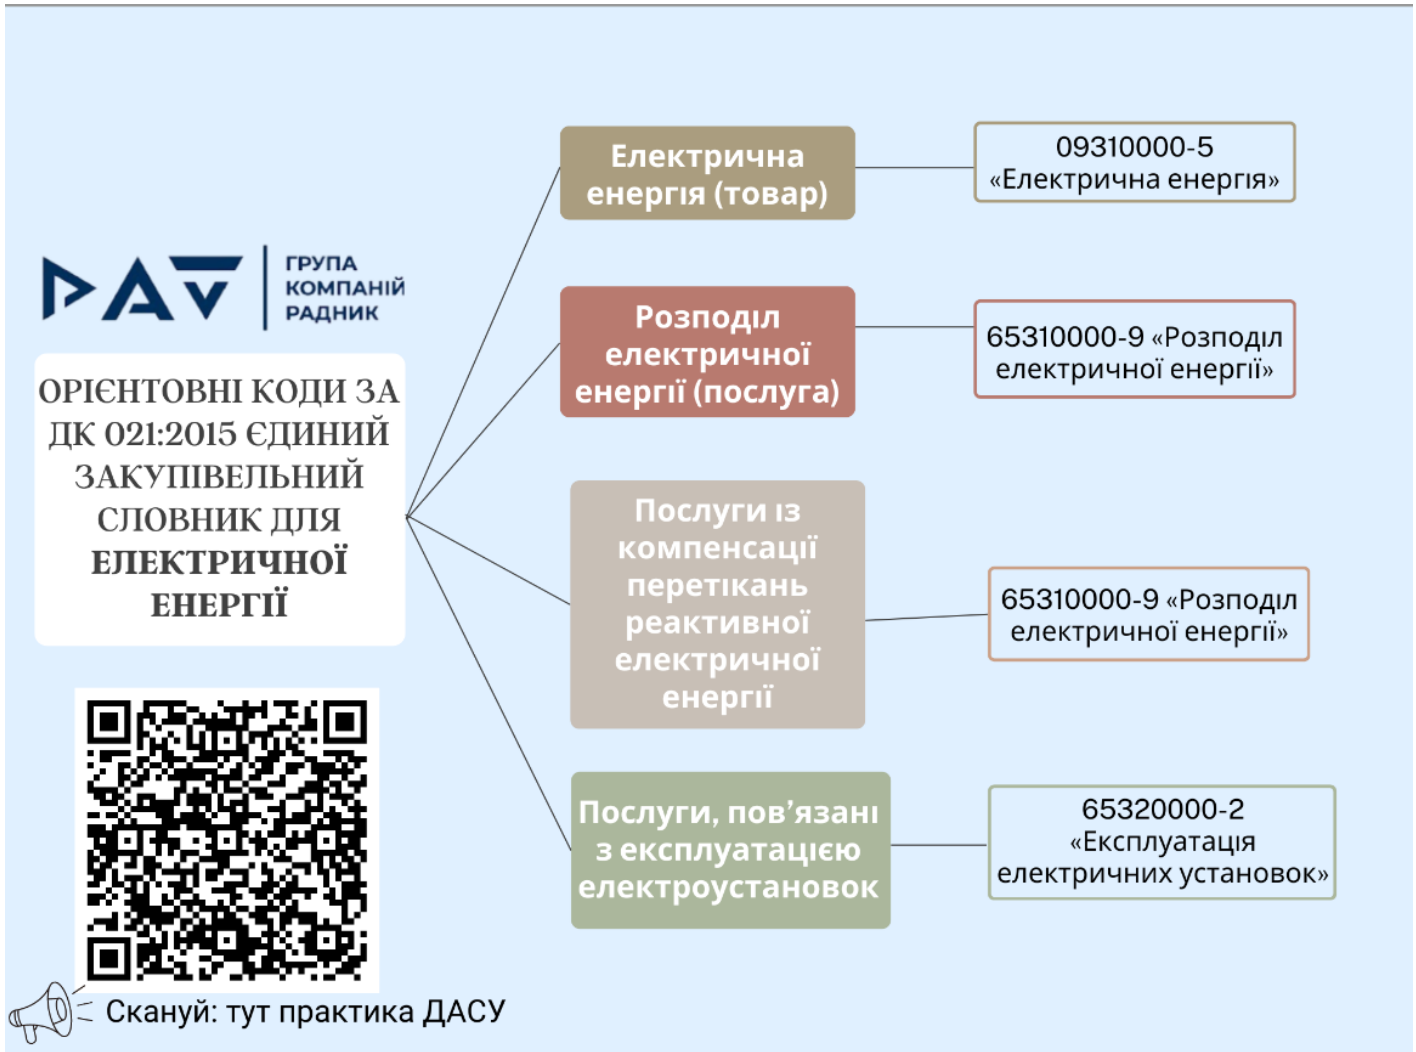 ГРУПА
КОМПАНІЙ
РАДНИК
ОРІЄНТОВНІ КОДИ ЗА
ДК 021:2015 ЄДИНИЙ
ЗАКУПІВЕЛЬНИЙ
СЛОВНИК ДЛЯ
ЕЛЕКТРИЧНОЇ
ЕНЕРГІЇ
Скануй: тут практика ДАСУ
Електрична
енергія (товар)
09310000-5
«Електрична енергія»
Розподіл
електричної
енергії (послуга)
65310000-9 «Розподіл
електричної енергії»
Послуги із
компенсації
перетікань
реактивної
електричної
енергії
65310000-9 «Розподіл
електричної енергії»
Послуги, пов’язані
з експлуатацією
електроустановок
65320000-2
«Експлуатація
електричних установок»